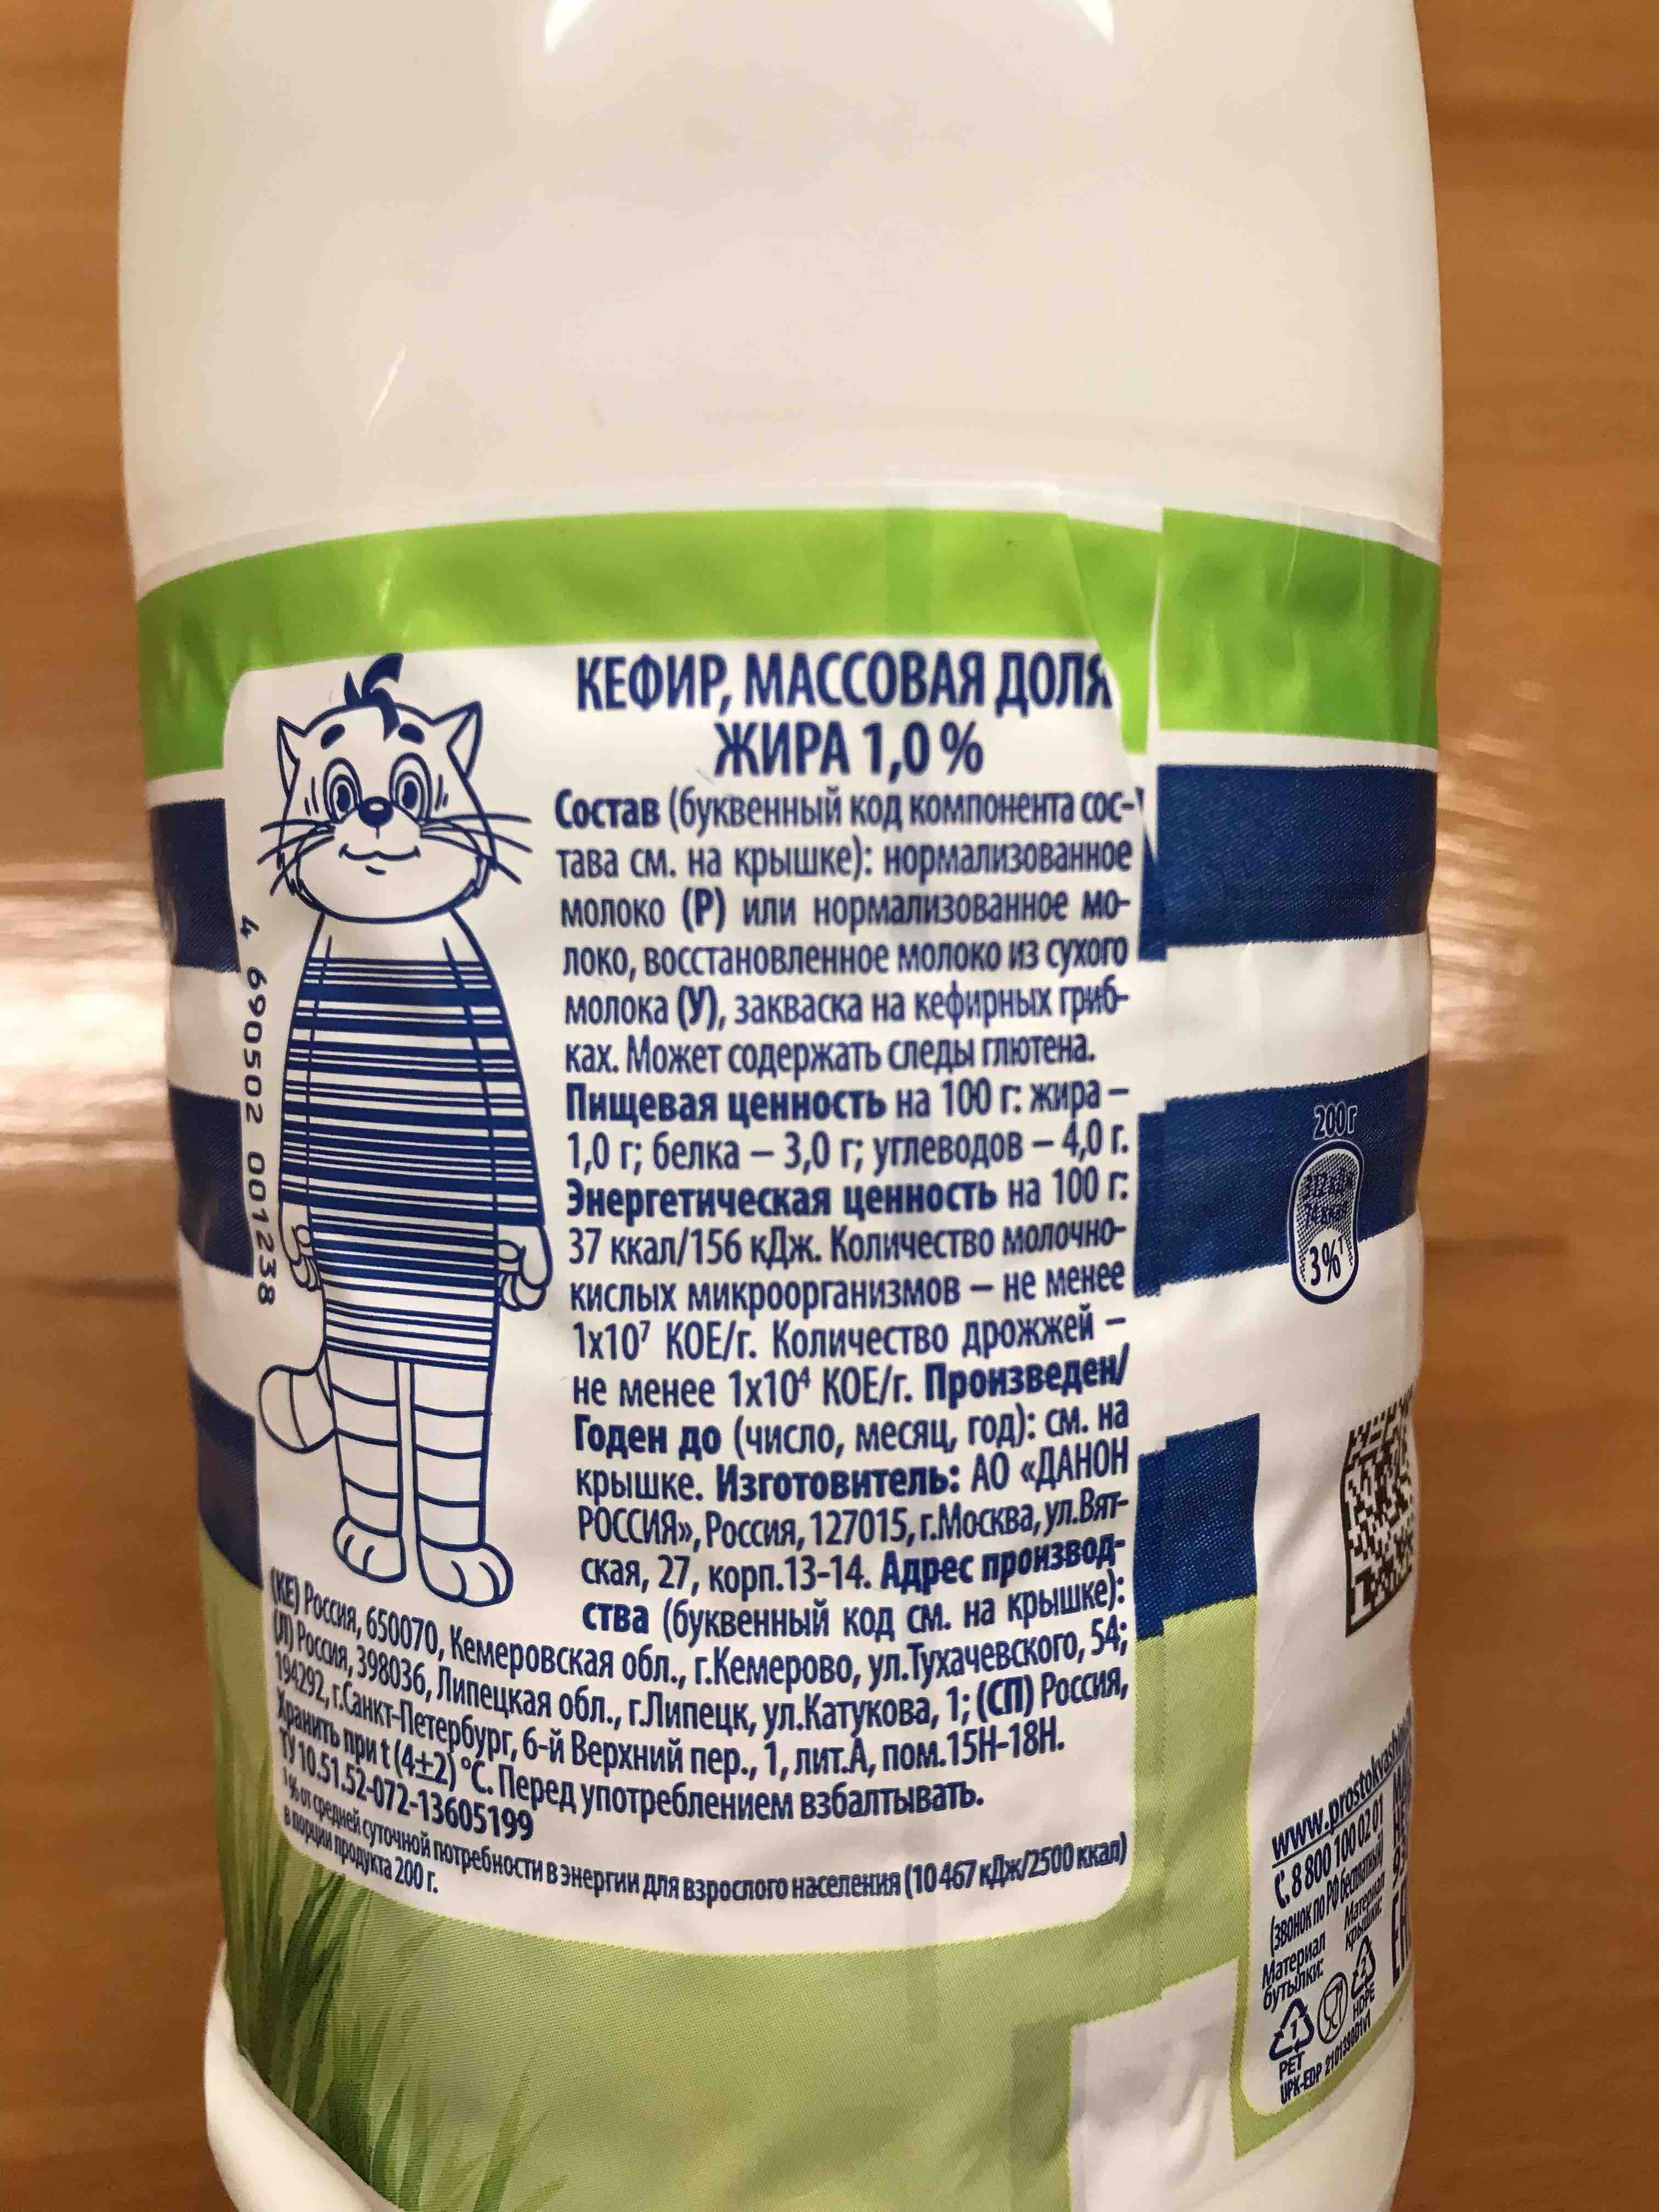 КЕФИР, МАССОВАЯ ДОЛЯ
ЖИРА 1,0 %
Состав (буквенный код компонента сос-
тава см. на крышке): нормализованное
молоко (Р) или нормализованное мо-
локо, восстановленное молоко из сухого
молока (У), закваска на кефирных гриб-
ках. Может содержать следы глютена.
Пищевая ценность на 100 г: жира –
1,0 г; белка – 3,0 г; углеводов – 4,0 г.
Энергетическая ценность на 100 г:
37 ккал/156 кДж. Количество молочно-
кислых микроорганизмов – не менее
1х10⁷ КОЕ/г. Количество дрожжей –
не менее 1х10⁴ КОЕ/г. Произведен/
Годен до (число, месяц, год): см. на
крышке. Изготовитель: АО «ДАНОН
РОССИЯ», Россия, 127015, г.Москва, ул.Вят-
ская, 27, корп.13-14. Адрес производ-
ства (буквенный код см. на крышке):
(КЕ) Россия, 650070, Кемеровская обл., г.Кемерово, ул.Тухачевского, 54;
(Л) Россия, 398036, Липецкая обл., г.Липецк, ул.Катукова, 1; (СП) Россия,
194292, г.Санкт-Петербург, 6-й Верхний пер., 1, лит.А, пом.15Н-18Н.
Хранить при t (4±2) °С. Перед употреблением взбалтывать.
ТУ 10.51.52-072-13605199
¹ % от средней суточной потребности в энергии для взрослого населения (10 467 кДж/2500 ккал)
в порции продукта 200 г.
4 690502 001238
200 г
312 кДж
74 ккал
3%¹
www.prostokvashino
8 800 100 02 01
(звонок по РФ бесплатный)
Материал
бутылки:
Материал
крышки:
1
PET
2
HDPE
UPK-EDP 210139001V1